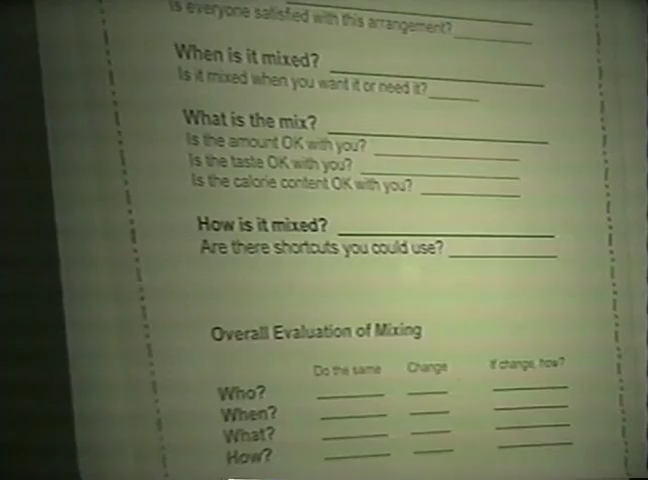 Is everyone satisfied with this arrangement?
When is it mixed?
Is it mixed when you want it or need it?
What is the mix?
Is the amount OK with you?
Is the taste OK with you?
Is the calorie content OK with you?
How is it mixed?
Are there shortcuts you could use?
Overall Evaluation of Mixing
Do the same Change If change, how?
Who?
When?
What?
How?